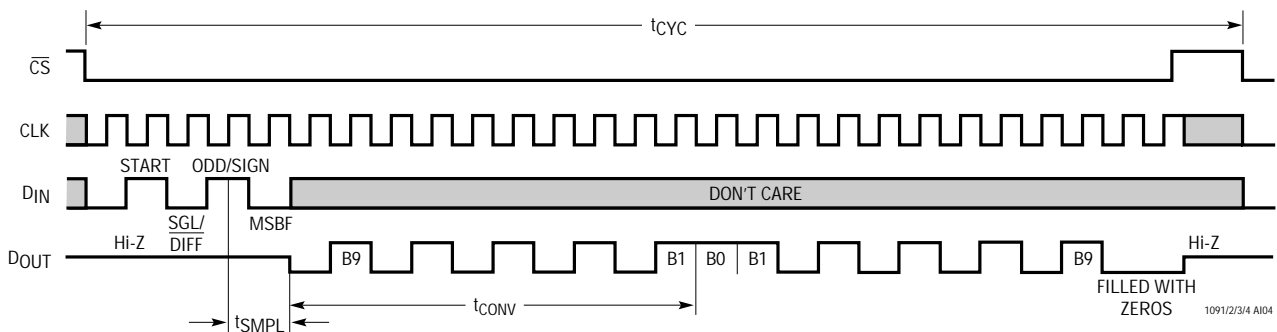 tCYC
CS
CLK
START ODD/SIGN
DIN
DON'T CARE
SGL/
DIFF
MSBF
Hi-Z
DOUT
B9
B1
B0
B1
B9
Hi-Z
FILLED WITH
ZEROS
tCONV
tSMPL
1091/2/3/4 AI04